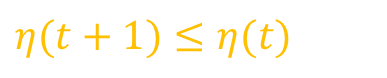 η(t + 1) ≤ η(t)